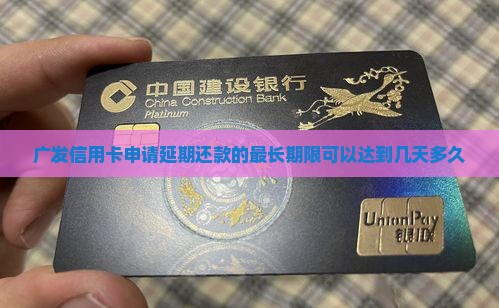 中国建设银行
China Construction Bank
Platinum
广发信用卡申请延期还款的最长期限可以达到几天多久
UnionPay
银联